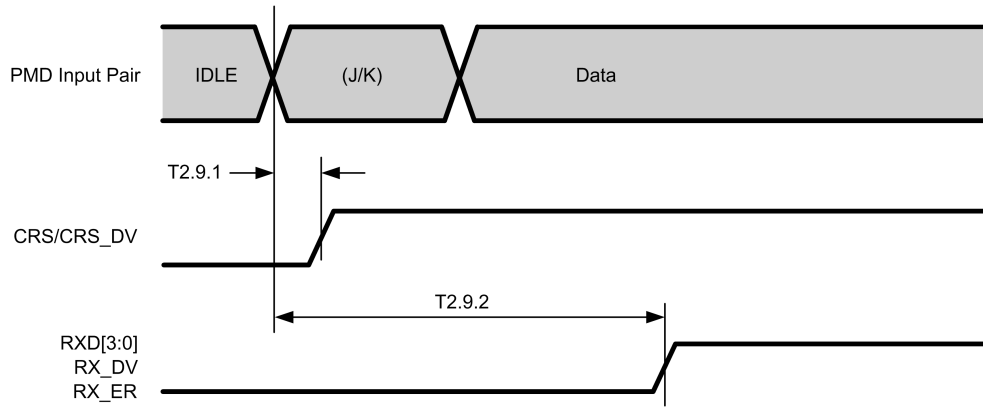 PMD Input Pair
IDLE
(J/K)
Data
T2.9.1
CRS/CRS_DV
T2.9.2
RXD[3:0]
RX_DV
RX_ER